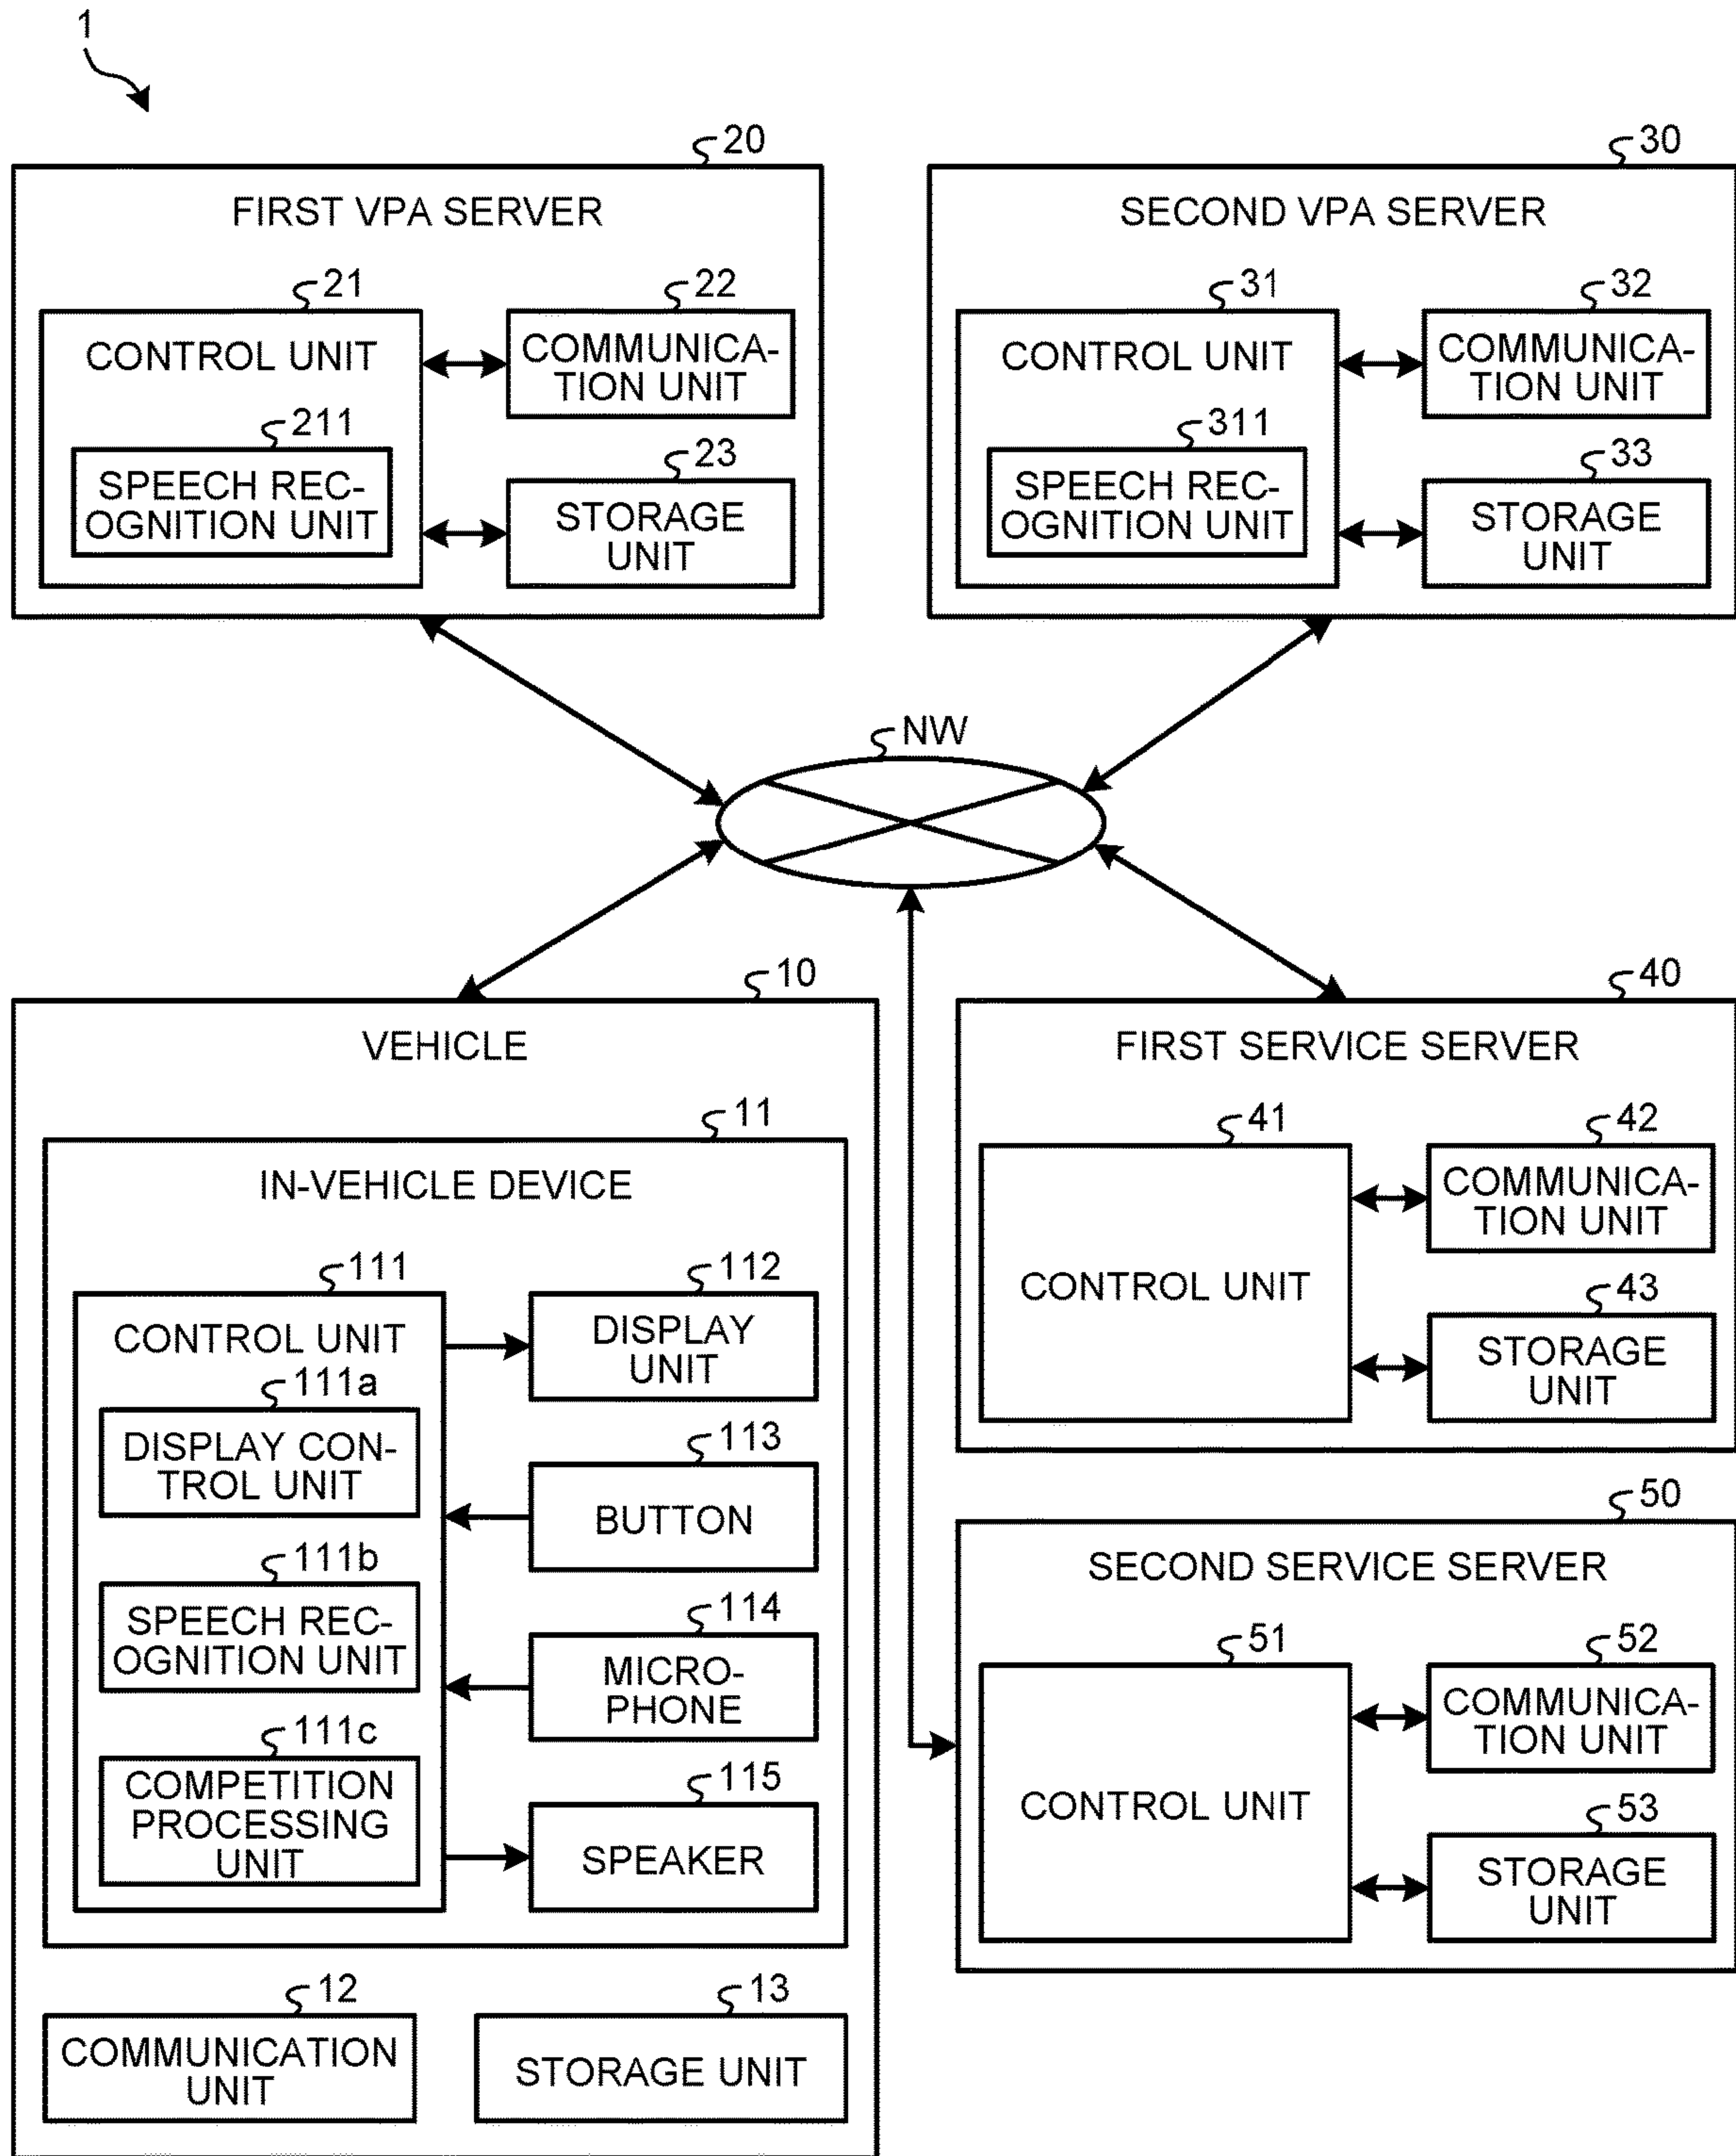 1
20
FIRST VPA SERVER
21
CONTROL UNIT
211
SPEECH REC-
OGNITION UNIT
22
COMMUNICA-
TION UNIT
23
STORAGE
UNIT
30
SECOND VPA SERVER
31
CONTROL UNIT
311
SPEECH REC-
OGNITION UNIT
32
COMMUNICA-
TION UNIT
33
STORAGE
UNIT
NW
10
VEHICLE
11
IN-VEHICLE DEVICE
111
CONTROL UNIT
111a
DISPLAY CON-
TROL UNIT
111b
SPEECH REC-
OGNITION UNIT
111c
COMPETITION
PROCESSING
UNIT
112
DISPLAY
UNIT
113
BUTTON
114
MICRO-
PHONE
115
SPEAKER
12
COMMUNICATION
UNIT
13
STORAGE UNIT
40
FIRST SERVICE SERVER
41
CONTROL UNIT
42
COMMUNICA-
TION UNIT
43
STORAGE
UNIT
50
SECOND SERVICE SERVER
51
CONTROL UNIT
52
COMMUNICA-
TION UNIT
53
STORAGE
UNIT